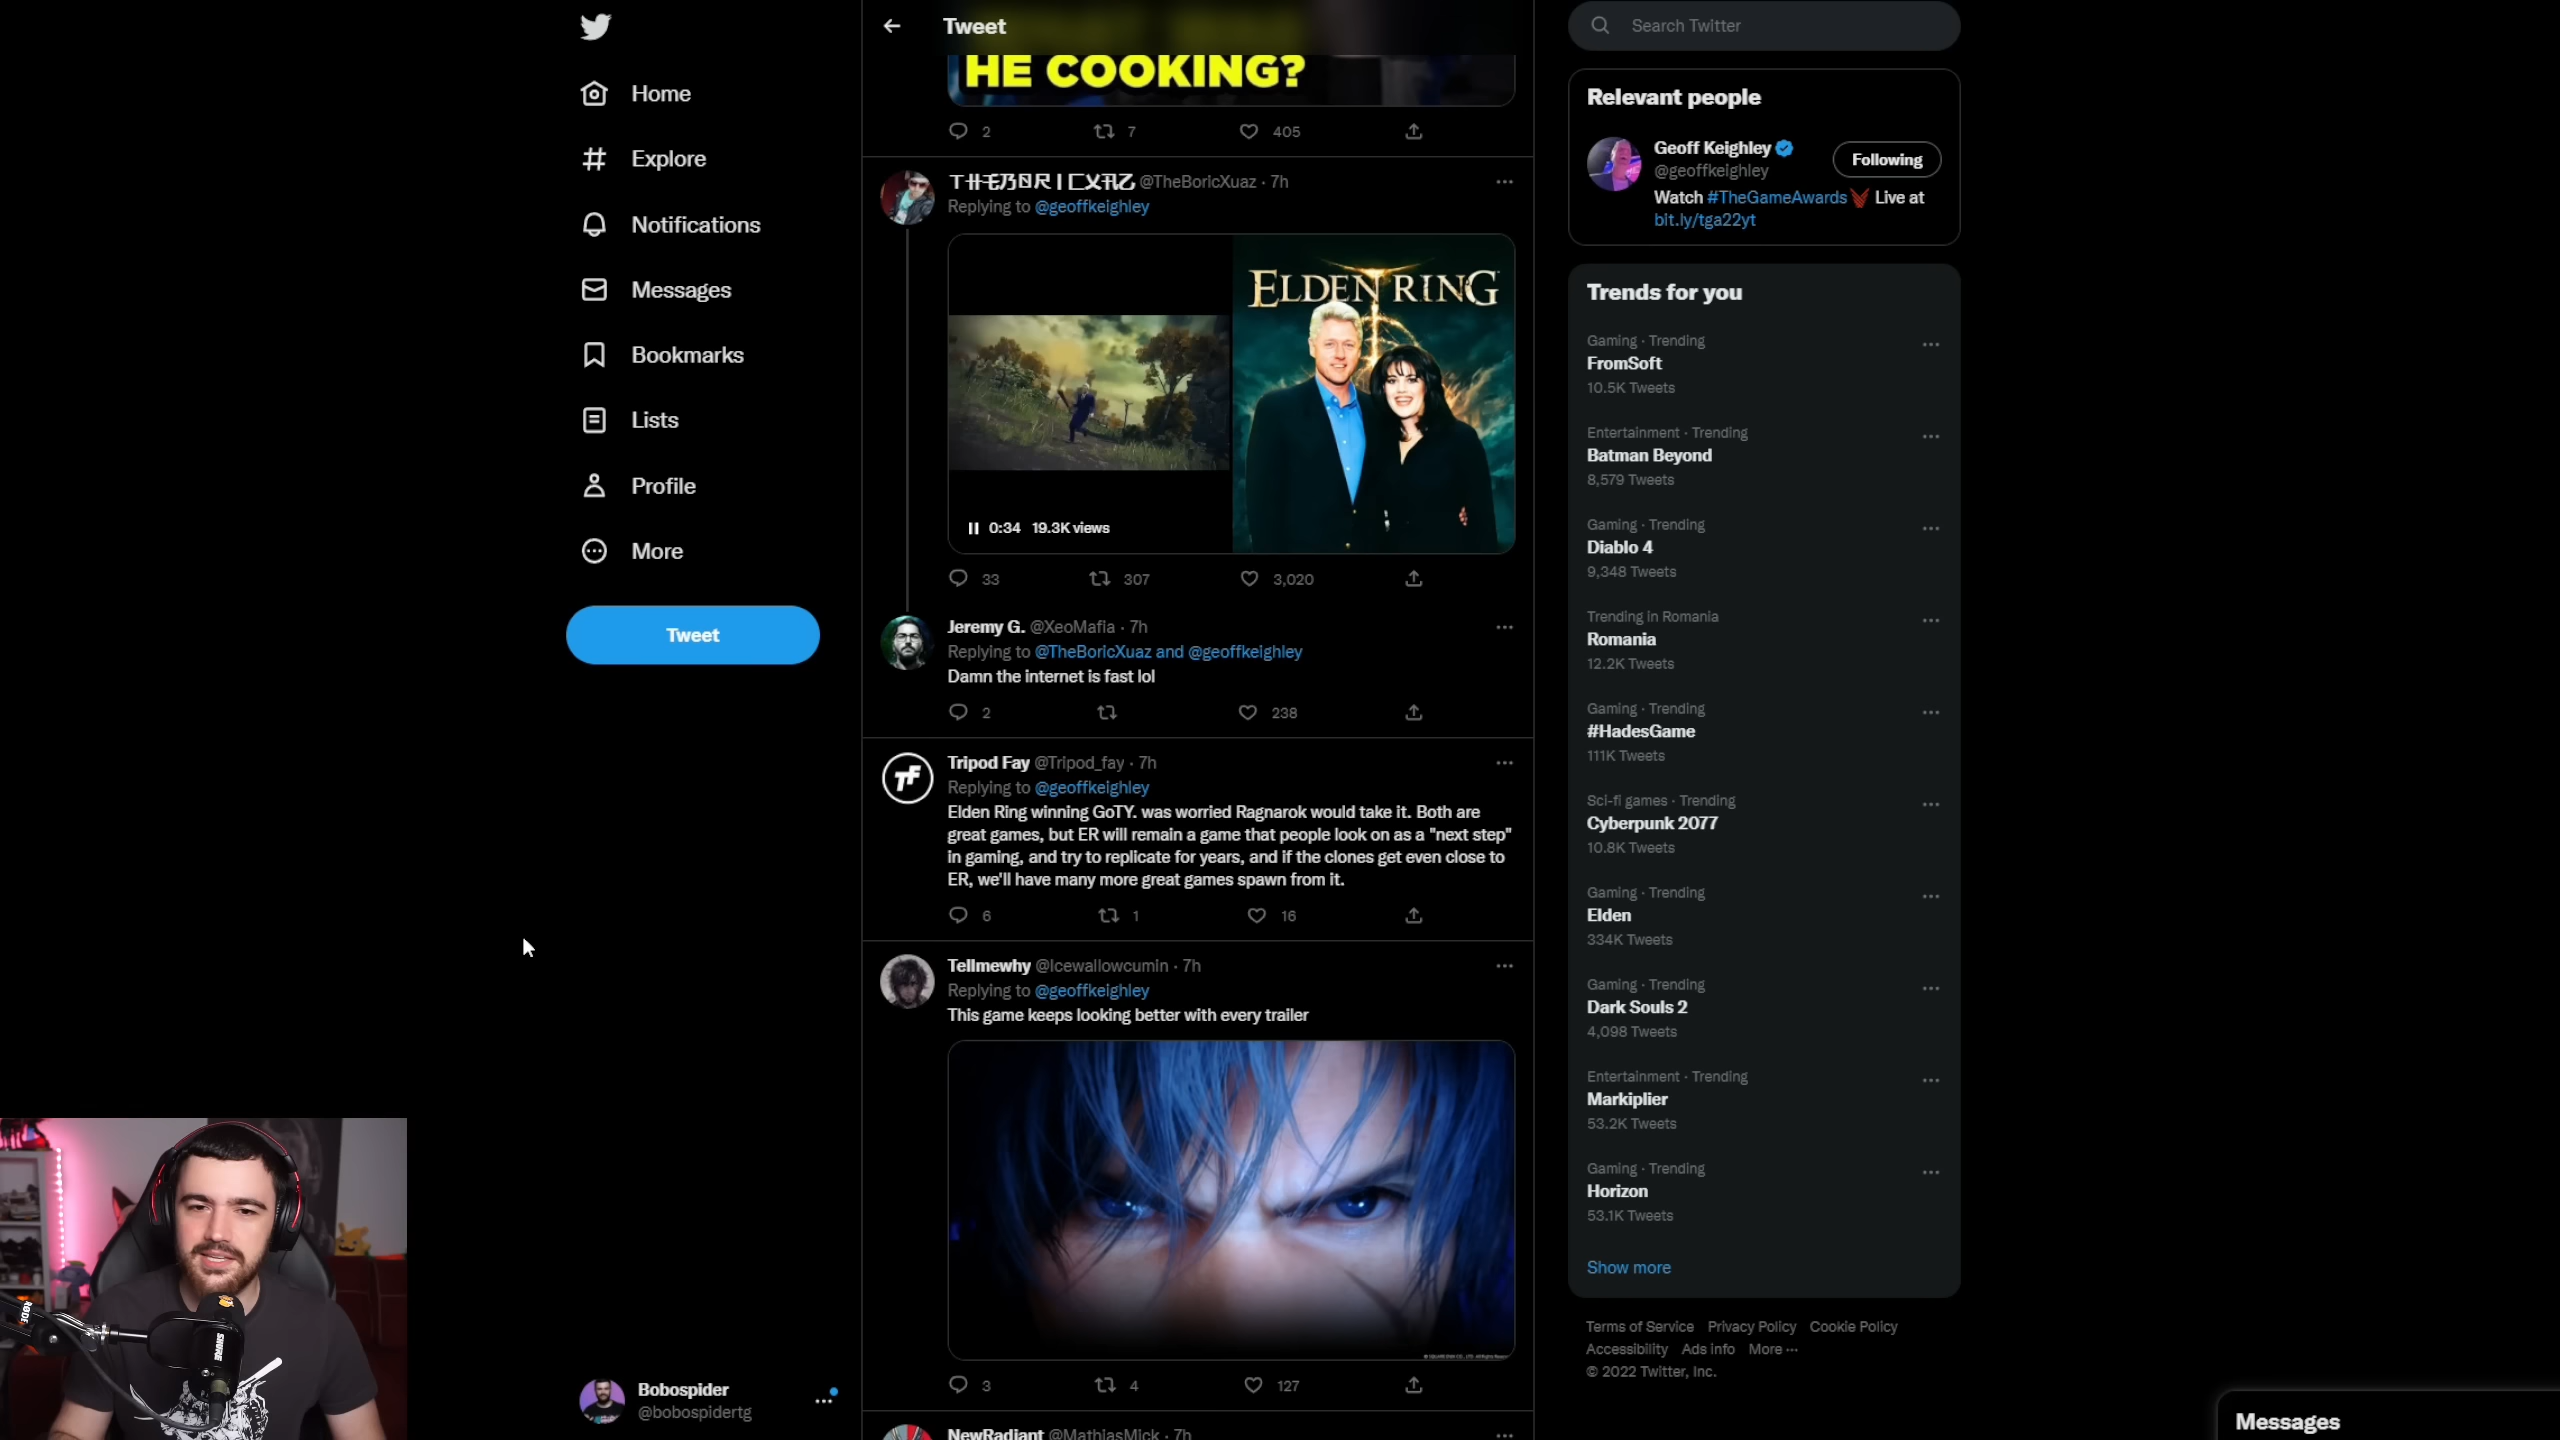 Home
Explore
Notifications
Messages
Bookmarks
Lists
Profile
More
Tweet
Bobospider
@bobospidertg
Tweet
HE COOKING?
2 7 405
@TheBoricXuaz · 7h
Replying to @geoffkeighley
ELDEN RING
0:34 19.3K views
33 307 3,020
Jeremy G. @XeoMafia · 7h
Replying to @TheBoricXuaz and @geoffkeighley
Damn the internet is fast lol
2 238
TF
Tripod Fay @Tripod_fay · 7h
Replying to @geoffkeighley
Elden Ring winning GoTY. was worried Ragnarok would take it. Both are
great games, but ER will remain a game that people look on as a "next step"
in gaming, and try to replicate for years, and if the clones get even close to
ER, we'll have many more great games spawn from it.
6 1 16
Tellmewhy @Icewallowcumin · 7h
Replying to @geoffkeighley
This game keeps looking better with every trailer
3 4 127
NewRadiant @MathiasMick · 7h
Search Twitter
Relevant people
Geoff Keighley
@geoffkeighley
Following
Watch #TheGameAwards Live at
bit.ly/tga22yt
Trends for you
Gaming · Trending
FromSoft
10.5K Tweets
Entertainment · Trending
Batman Beyond
8,579 Tweets
Gaming · Trending
Diablo 4
9,348 Tweets
Trending in Romania
Romania
12.2K Tweets
Gaming · Trending
#HadesGame
111K Tweets
Sci-fi games · Trending
Cyberpunk 2077
10.8K Tweets
Gaming · Trending
Elden
334K Tweets
Gaming · Trending
Dark Souls 2
4,098 Tweets
Entertainment · Trending
Markiplier
53.2K Tweets
Gaming · Trending
Horizon
53.1K Tweets
Show more
Terms of Service Privacy Policy Cookie Policy
Accessibility Ads info More ···
© 2022 Twitter, Inc.
Messages
RØDE
SHURE